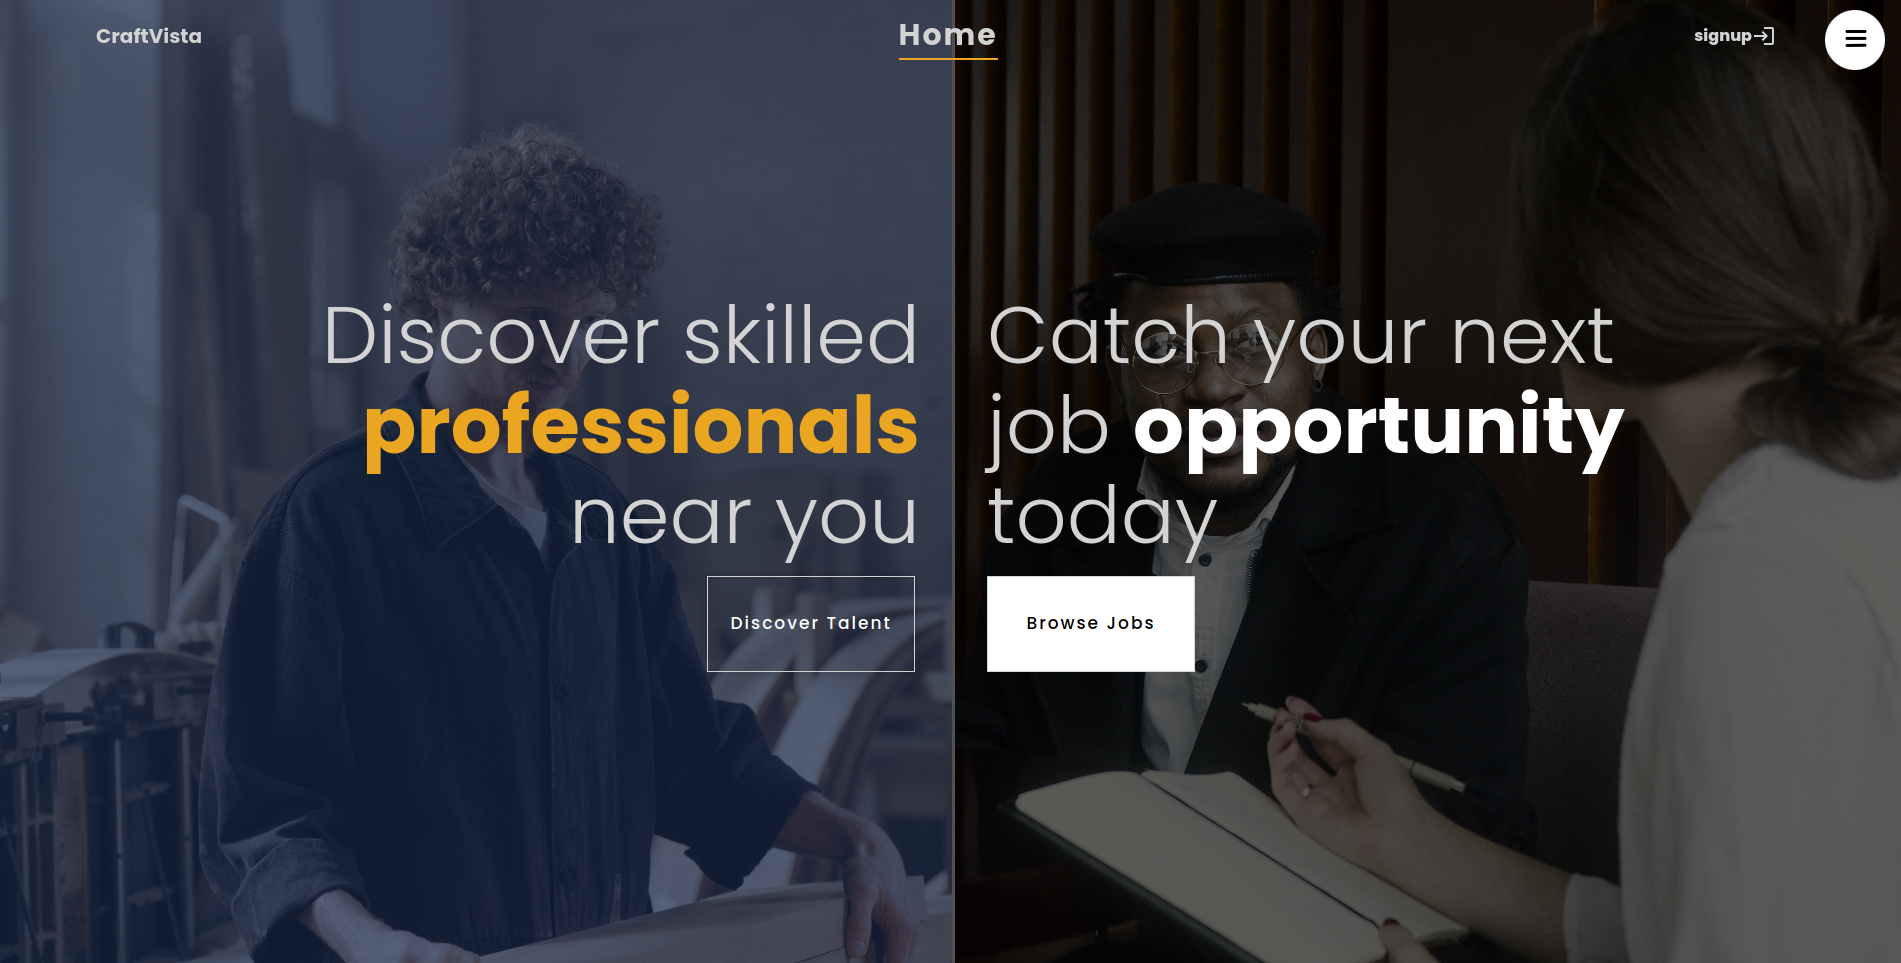 CraftVista
Home
signup
Discover skilled
professionals
near you
Discover Talent
Catch your next
job opportunity
today
Browse Jobs